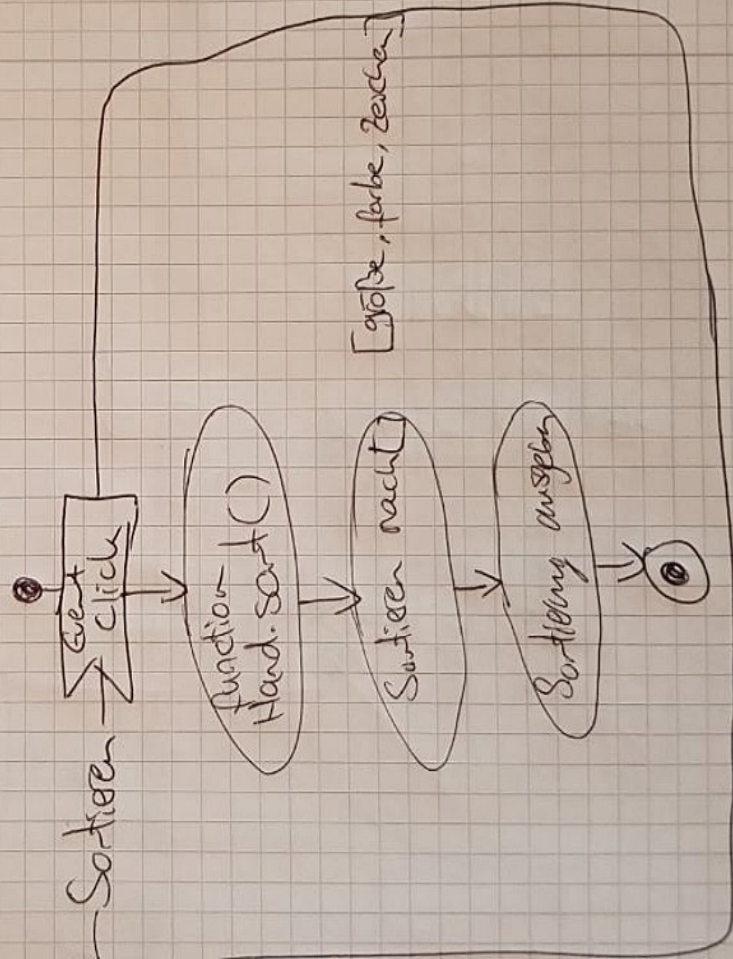 Sortieren
Event
Click
function
Hand.sort()
Sortieren nach []
[größe, farbe, Zeichen]
Sortierung ausgeben